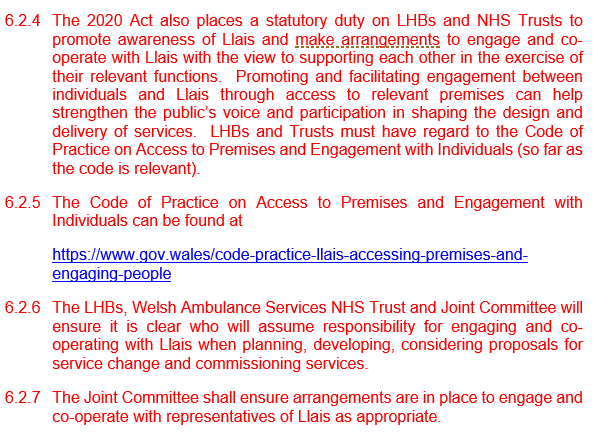 6.2.4 The 2020 Act also places a statutory duty on LHBs and NHS Trusts to
promote awareness of Llais and make arrangements to engage and co-
operate with Llais with the view to supporting each other in the exercise of
their relevant functions. Promoting and facilitating engagement between
individuals and Llais through access to relevant premises can help
strengthen the public's voice and participation in shaping the design and
delivery of services. LHBs and Trusts must have regard to the Code of
Practice on Access to Premises and Engagement with Individuals (so far as
the code is relevant).
6.2.5 The Code of Practice on Access to Premises and Engagement with
Individuals can be found at
https://www.gov.wales/code-practice-llais-accessing-premises-and-
engaging-people
6.2.6 The LHBs, Welsh Ambulance Services NHS Trust and Joint Committee will
ensure it is clear who will assume responsibility for engaging and co-
operating with Llais when planning, developing, considering proposals for
service change and commissioning services.
6.2.7 The Joint Committee shall ensure arrangements are in place to engage and
co-operate with representatives of Llais as appropriate.